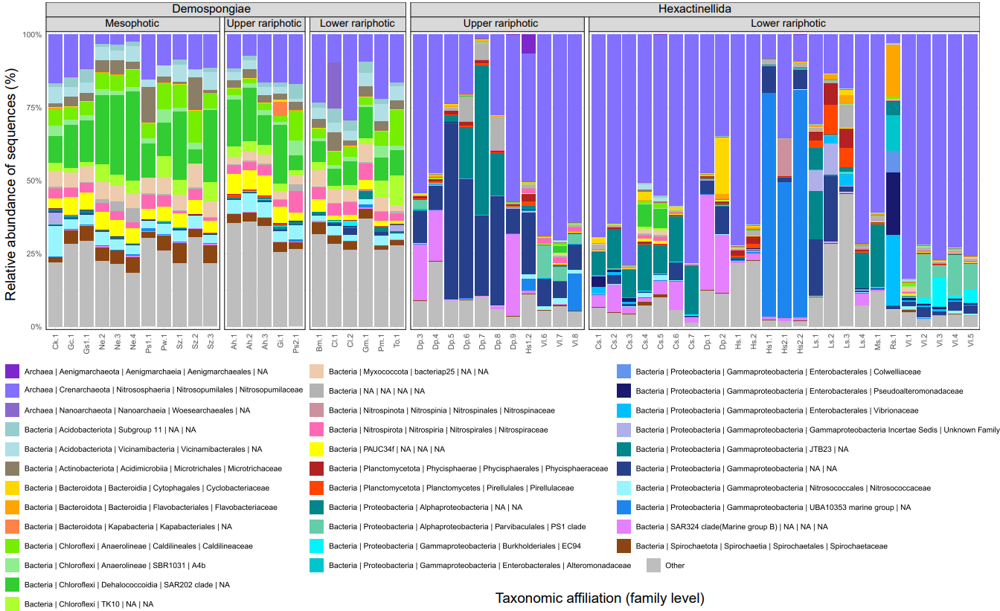 Demospongiae
Hexactinellida
Mesophotic
Upper rariphotic
Lower rariphotic
Upper rariphotic
Lower rariphotic
Relative abundance of sequences (%)
100%
75%
50%
25%
0%
Ck.1
Gc.1
Gs1.1
Ne.2
Ne.3
Ne.4
Ps1.1
Pw.1
Sz.1
Sz.2
Sz.3
Ah.1
Ah.2
Ah.3
Gi.1
Ps2.1
Bm.1
Cl.1
Cl.2
Gm.1
Pm.1
To.1
Dp.3
Dp.4
Dp.5
Dp.6
Dp.7
Dp.8
Dp.9
Hs1.2
Vl.6
Vl.7
Vl.8
Cs.1
Cs.2
Cs.3
Cs.4
Cs.5
Cs.6
Cs.7
Dp.1
Dp.2
Hs.1
Hs.2
Hs1.1
Hs2.1
Hs2.2
Ls.1
Ls.2
Ls.3
Ls.4
Ms.1
Rs.1
Vl.1
Vl.2
Vl.3
Vl.4
Vl.5
Archaea | Aenigmarchaeota | Aenigmarchaeia | Aenigmarchaeales | NA
Archaea | Crenarchaeota | Nitrososphaeria | Nitrosopumilales | Nitrosopumilaceae
Archaea | Nanoarchaeota | Nanoarchaeia | Woesearchaeales | NA
Bacteria | Acidobacteriota | Subgroup 11 | NA | NA
Bacteria | Acidobacteriota | Vicinamibacteria | Vicinamibacterales | NA
Bacteria | Actinobacteriota | Acidimicrobiia | Microtrichales | Microtrichaceae
Bacteria | Bacteroidota | Bacteroidia | Cytophagales | Cyclobacteriaceae
Bacteria | Bacteroidota | Bacteroidia | Flavobacteriales | Flavobacteriaceae
Bacteria | Bacteroidota | Kapabacteria | Kapabacteriales | NA
Bacteria | Chloroflexi | Anaerolineae | Caldilineales | Caldilineaceae
Bacteria | Chloroflexi | Anaerolineae | SBR1031 | A4b
Bacteria | Chloroflexi | Dehalococcoidia | SAR202 clade | NA
Bacteria | Chloroflexi | TK10 | NA | NA
Bacteria | Myxococcota | bacteriap25 | NA | NA
Bacteria | NA | NA | NA | NA
Bacteria | Nitrospinota | Nitrospinia | Nitrospinales | Nitrospinaceae
Bacteria | Nitrospirota | Nitrospiria | Nitrospirales | Nitrospiraceae
Bacteria | PAUC34f | NA | NA | NA
Bacteria | Planctomycetota | Phycisphaerae | Phycisphaerales | Phycisphaeraceae
Bacteria | Planctomycetota | Planctomycetes | Pirellulales | Pirellulaceae
Bacteria | Proteobacteria | Alphaproteobacteria | NA | NA
Bacteria | Proteobacteria | Alphaproteobacteria | Parvibaculales | PS1 clade
Bacteria | Proteobacteria | Gammaproteobacteria | Burkholderiales | EC94
Bacteria | Proteobacteria | Gammaproteobacteria | Enterobacterales | Alteromonadaceae
Bacteria | Proteobacteria | Gammaproteobacteria | Enterobacterales | Colwelliaceae
Bacteria | Proteobacteria | Gammaproteobacteria | Enterobacterales | Pseudoalteromonadaceae
Bacteria | Proteobacteria | Gammaproteobacteria | Enterobacterales | Vibrionaceae
Bacteria | Proteobacteria | Gammaproteobacteria | Gammaproteobacteria Incertae Sedis | Unknown Family
Bacteria | Proteobacteria | Gammaproteobacteria | JTB23 | NA
Bacteria | Proteobacteria | Gammaproteobacteria | NA | NA
Bacteria | Proteobacteria | Gammaproteobacteria | Nitrosococcales | Nitrosococcaceae
Bacteria | Proteobacteria | Gammaproteobacteria | UBA10353 marine group | NA
Bacteria | SAR324 clade(Marine group B) | NA | NA | NA
Bacteria | Spirochaetota | Spirochaetia | Spirochaetales | Spirochaetaceae
Other
Taxonomic affiliation (family level)